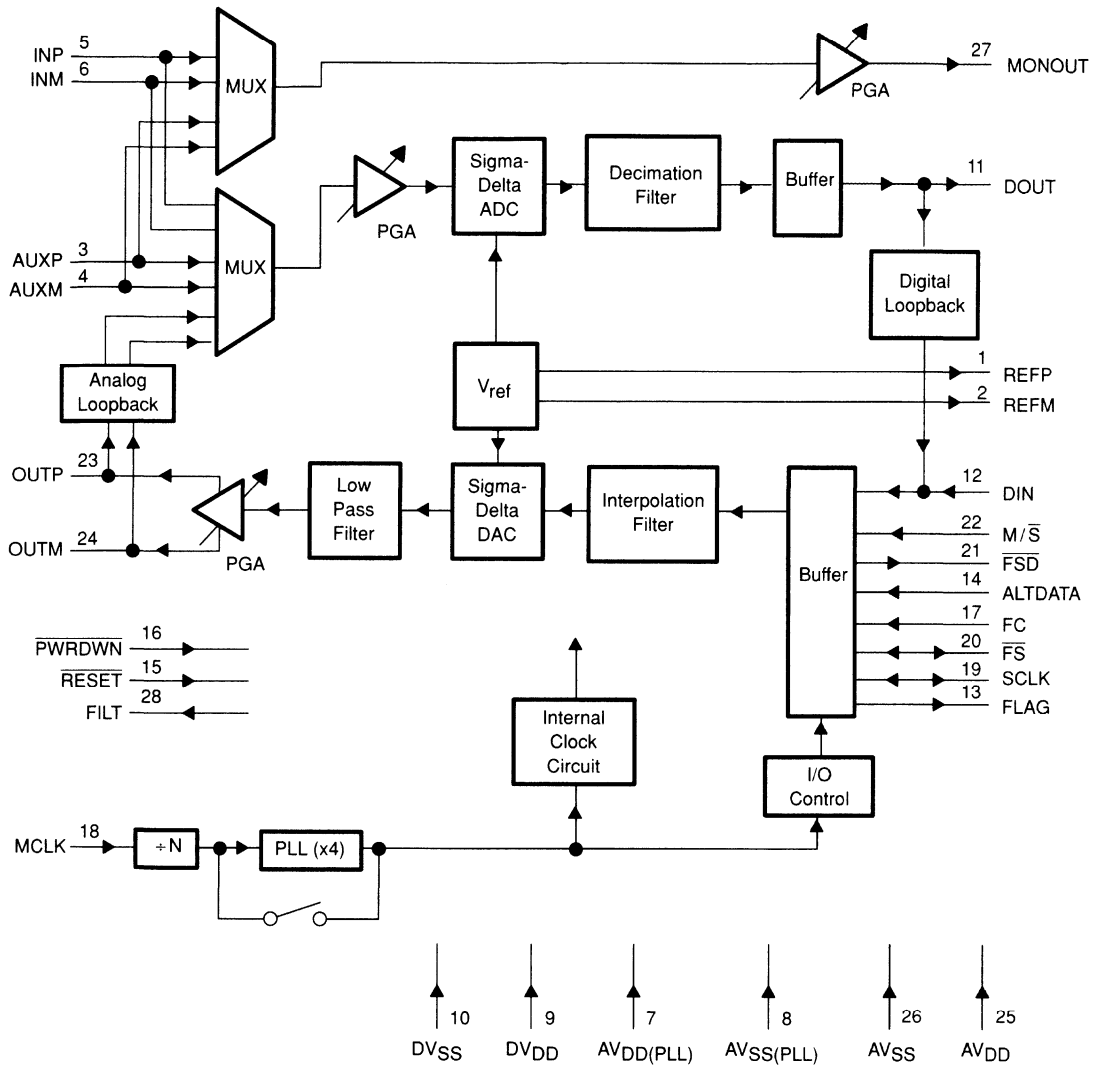 INP 5
INM 6
MUX
PGA
27 MONOUT
PGA
Sigma-
Delta
ADC
Decimation
Filter
Buffer
11 DOUT
AUXP 3
AUXM 4
MUX
Digital
Loopback
Analog
Loopback
Vref
1 REFP
2 REFM
OUTP 23
OUTM 24
PGA
Low
Pass
Filter
Sigma-
Delta
DAC
Interpolation
Filter
Buffer
12 DIN
22 M/S̅
21 F̅S̅D̅
14 ALTDATA
17 FC
20 F̅S̅
19 SCLK
13 FLAG
P̅W̅R̅D̅W̅N̅ 16
R̅E̅S̅E̅T̅ 15
FILT 28
Internal
Clock
Circuit
I/O
Control
MCLK 18
÷N
PLL (x4)
10
DVSS
9
DVDD
7
AVDD(PLL)
8
AVSS(PLL)
26
AVSS
25
AVDD